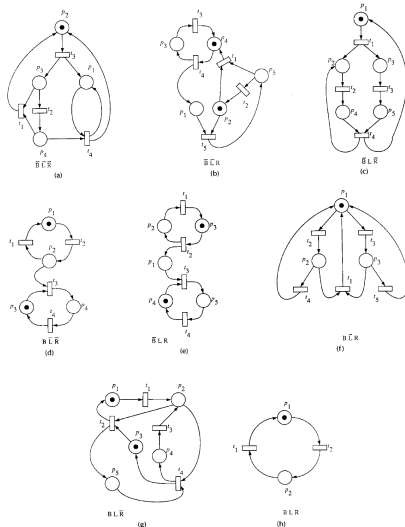 p2
t3
p3
p1
t2
t1
p4
t4
B̅ L̅ R̅
(a)
t3
p3
p4
t4
t1
p5
t2
p1
p2
t5
B̅ L̅ R
(b)
p1
t1
p2
p3
t2
t3
p4
p5
t4
B̅ L R̅
(c)
p1
t1
t2
p2
t3
p3
p4
t4
B L̅ R̅
(d)
t1
p2
p3
t2
p1
t3
p4
p5
t4
B̅ L R
(e)
p1
t2
t3
p2
p3
t1
t4
t5
B L̅ R
(f)
p1
t1
p2
t2
t3
p3
p4
p5
t4
B L R̅
(g)
p1
t1
t2
p2
B L R
(h)